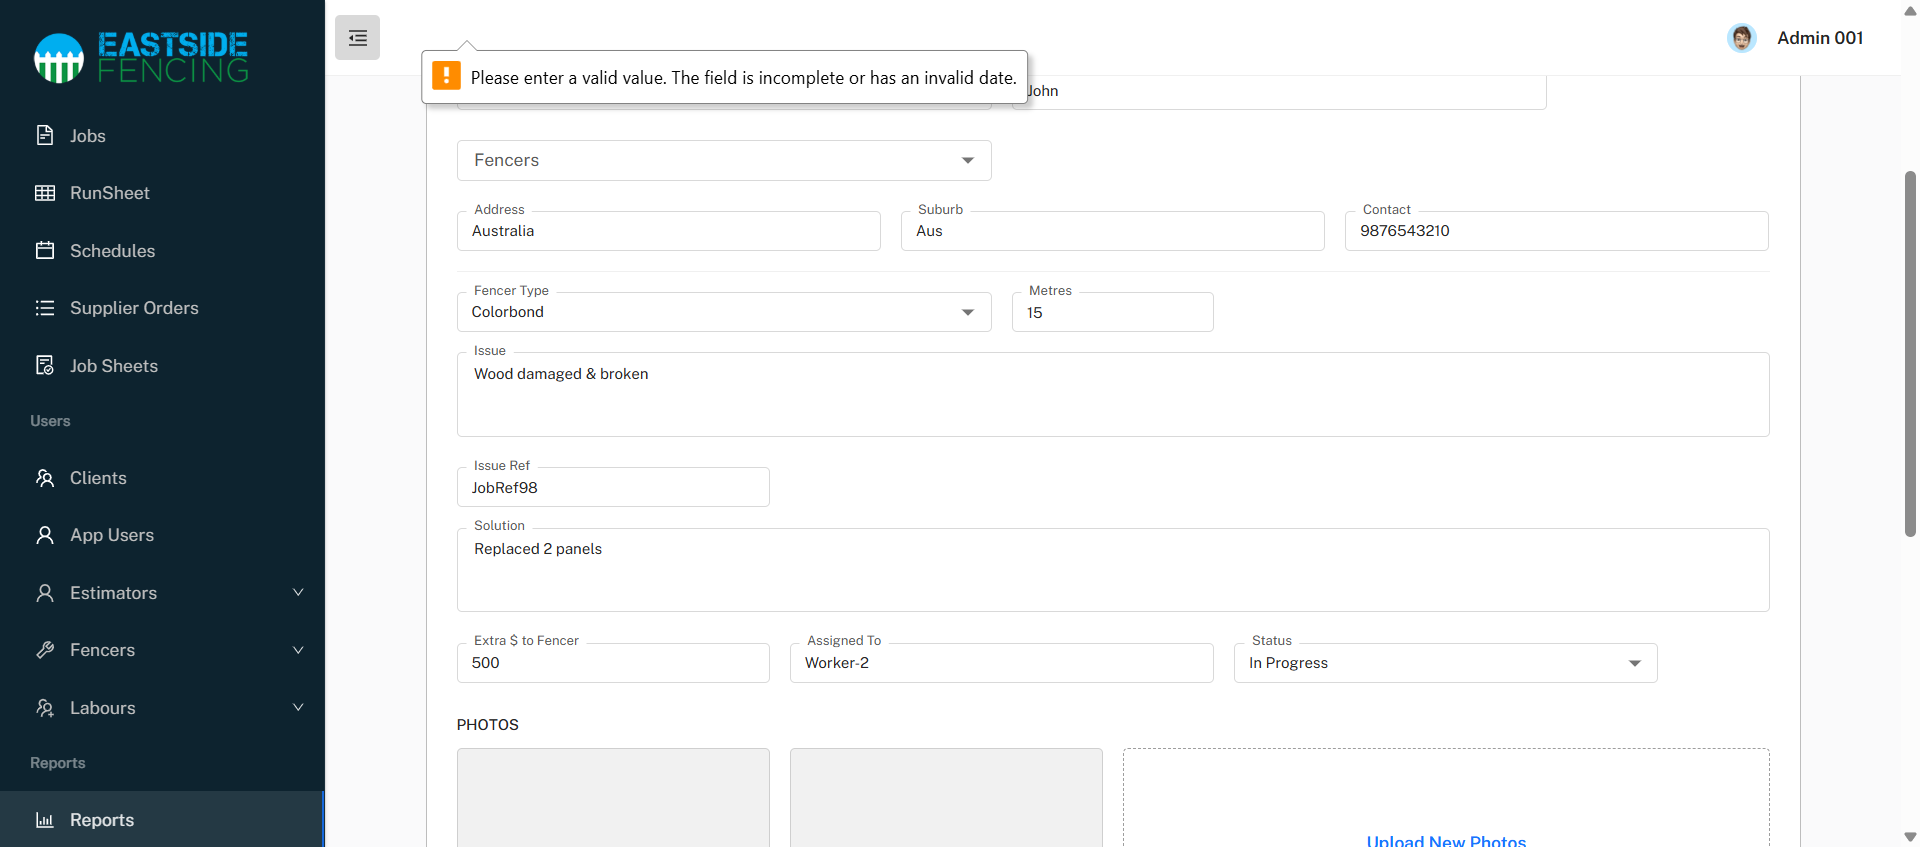 EASTSIDE
FENCING
Jobs
RunSheet
Schedules
Supplier Orders
Job Sheets
Users
Clients
App Users
Estimators
Fencers
Labours
Reports
Reports
Admin 001
Please enter a valid value. The field is incomplete or has an invalid date.
John
Fencers
Address
Australia
Suburb
Aus
Contact
9876543210
Fencer Type
Colorbond
Metres
15
Issue
Wood damaged & broken
Issue Ref
JobRef98
Solution
Replaced 2 panels
Extra $ to Fencer
500
Assigned To
Worker-2
Status
In Progress
PHOTOS
Upload New Photos